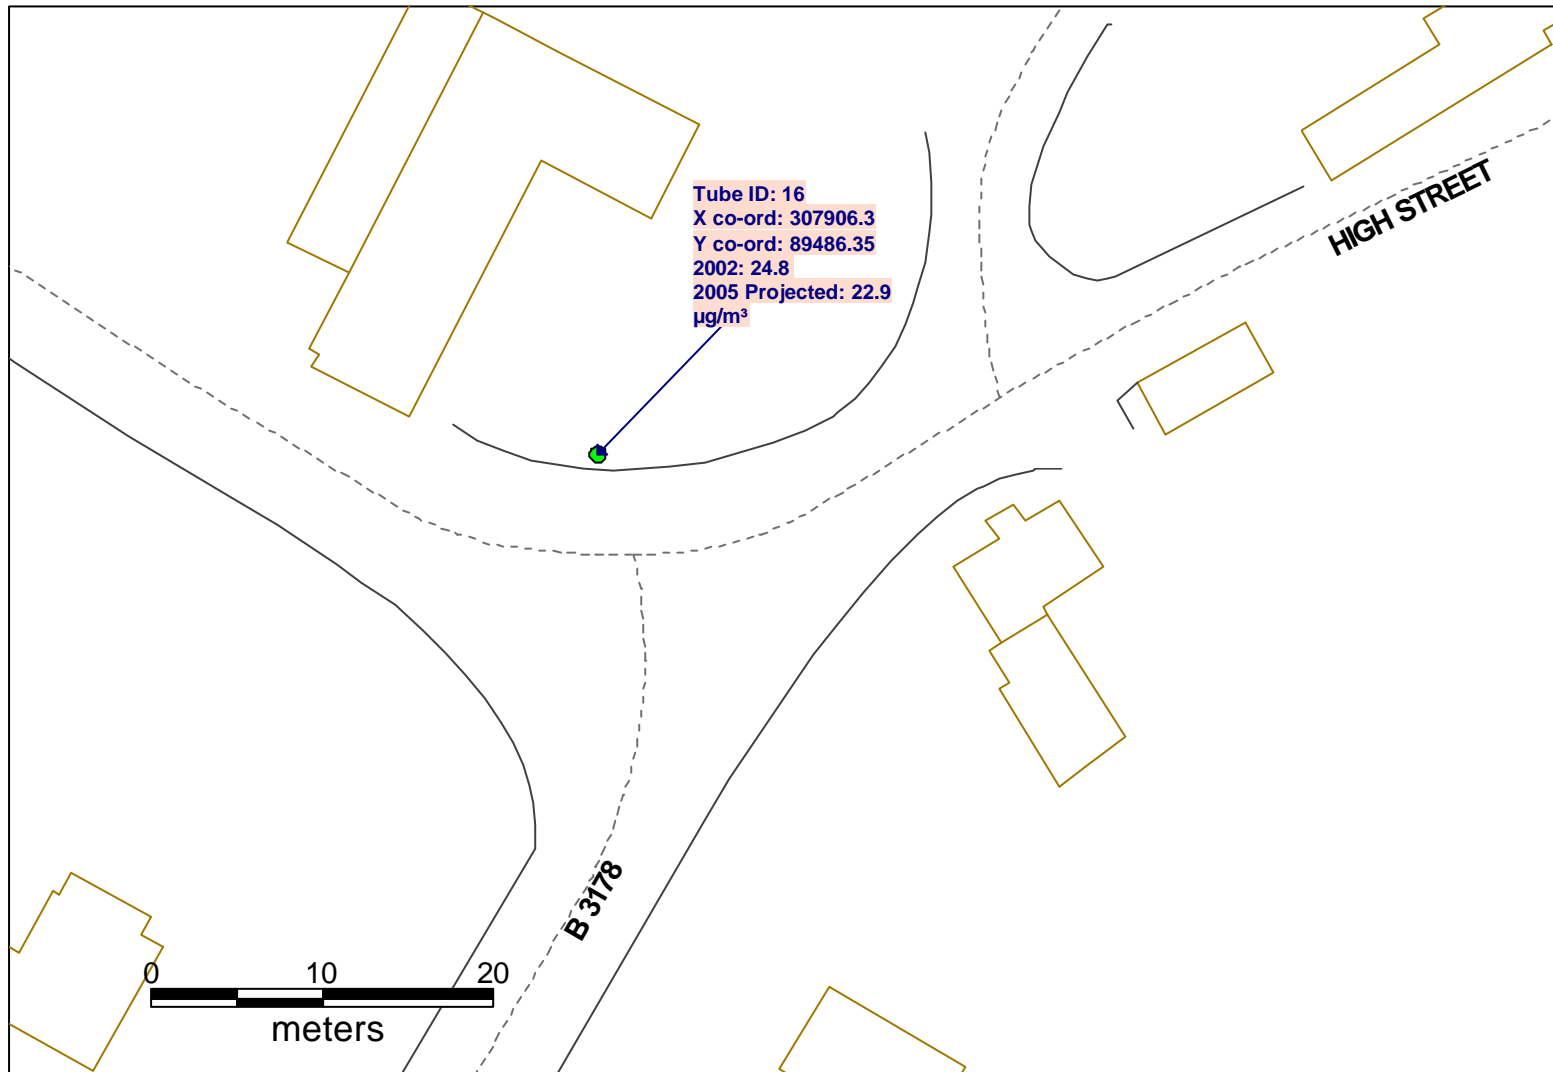 Tube ID: 16
X co-ord: 307906.3
Y co-ord: 89486.35
2002: 24.8
2005 Projected: 22.9
µg/m³
HIGH STREET
B 3178
0 10 20
meters